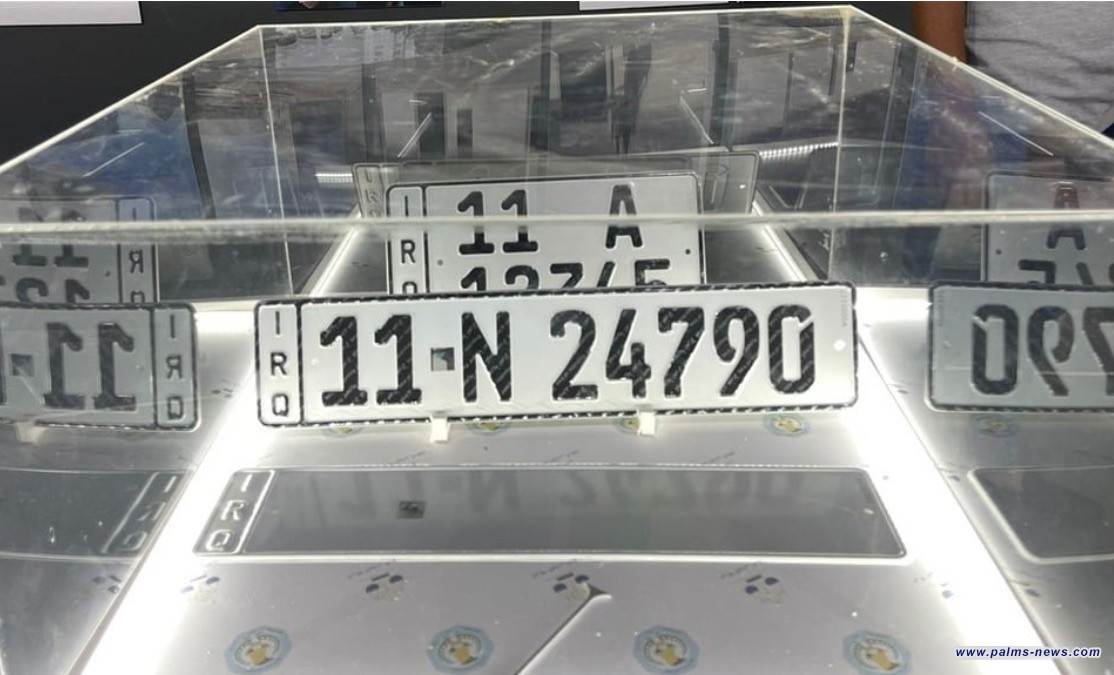 I R Q
11 A
IRQ 11 N 24790
I R Q
www.palms-news.com